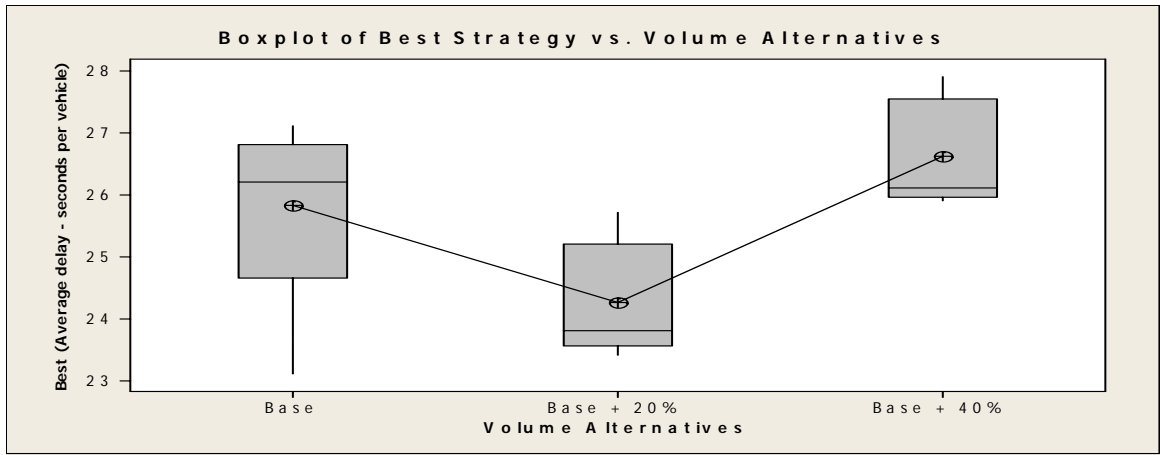 Boxplot of Best Strategy vs. Volume Alternatives
Best (Average delay - seconds per vehicle)
28
27
26
25
24
23
Base
Base + 20%
Base + 40%
Volume Alternatives